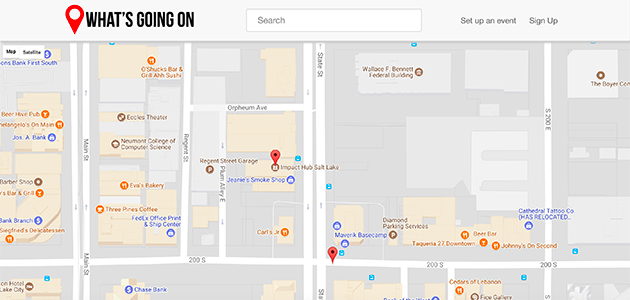 WHAT'S GOING ON
Search
Set up an event
Sign Up
Map
Satellite
ons Bank First South
O'Shucks Bar &
Grill Ahh Sushi
State St
Wallace F. Bennett
Federal Building
The Boyer Com
Orpheum Ave
Beer Hive Pub
helangelo's On Main
Jos. A. Bank
Eccles Theater
Neumont College of
Computer Science
Main St
Regent St
S 200 E
Regent Street Garage
Plum Alley E
Impact Hub Salt Lake
Jeanie's Smoke Shop
Barber Shop
's Bar & Grill
Eva's Bakery
Three Pines Coffee
FedEx Office Print
& Ship Center
Bank Branch
Siegfried's Delicatessen
Carl's Jr
Maverik Basecamp
Diamond
Parking Services
Cathedral Tattoo Co
(HAS RELOCATED...
Beer Bar
Taqueria 27 Downtown
Johnny's On Second
200 S
200 S
200 S
Main St
Chase Bank
Cedars of Lebanon
Fice Gallery